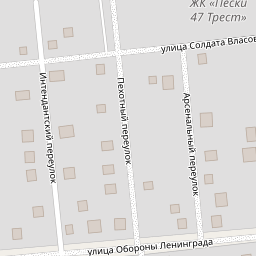 ЖК «Пески
47 Трест»
улица Солдата Власов
Интендантский переулок
Пехотный переулок
Арсенальный переулок
улица Обороны Ленинграда